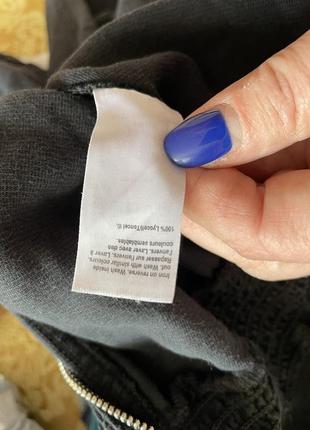 Iron on reverse. Wash inside
out. Wash with similar colours
Repasser sur l'envers. Laver à
l'envers. Laver avec des
couleurs semblables.
100% Lyocell/Tencel